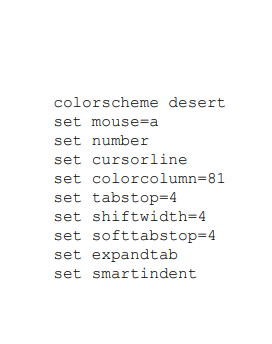 colorscheme desert
set mouse=a
set number
set cursorline
set colorcolumn=81
set tabstop=4
set shiftwidth=4
set softtabstop=4
set expandtab
set smartindent